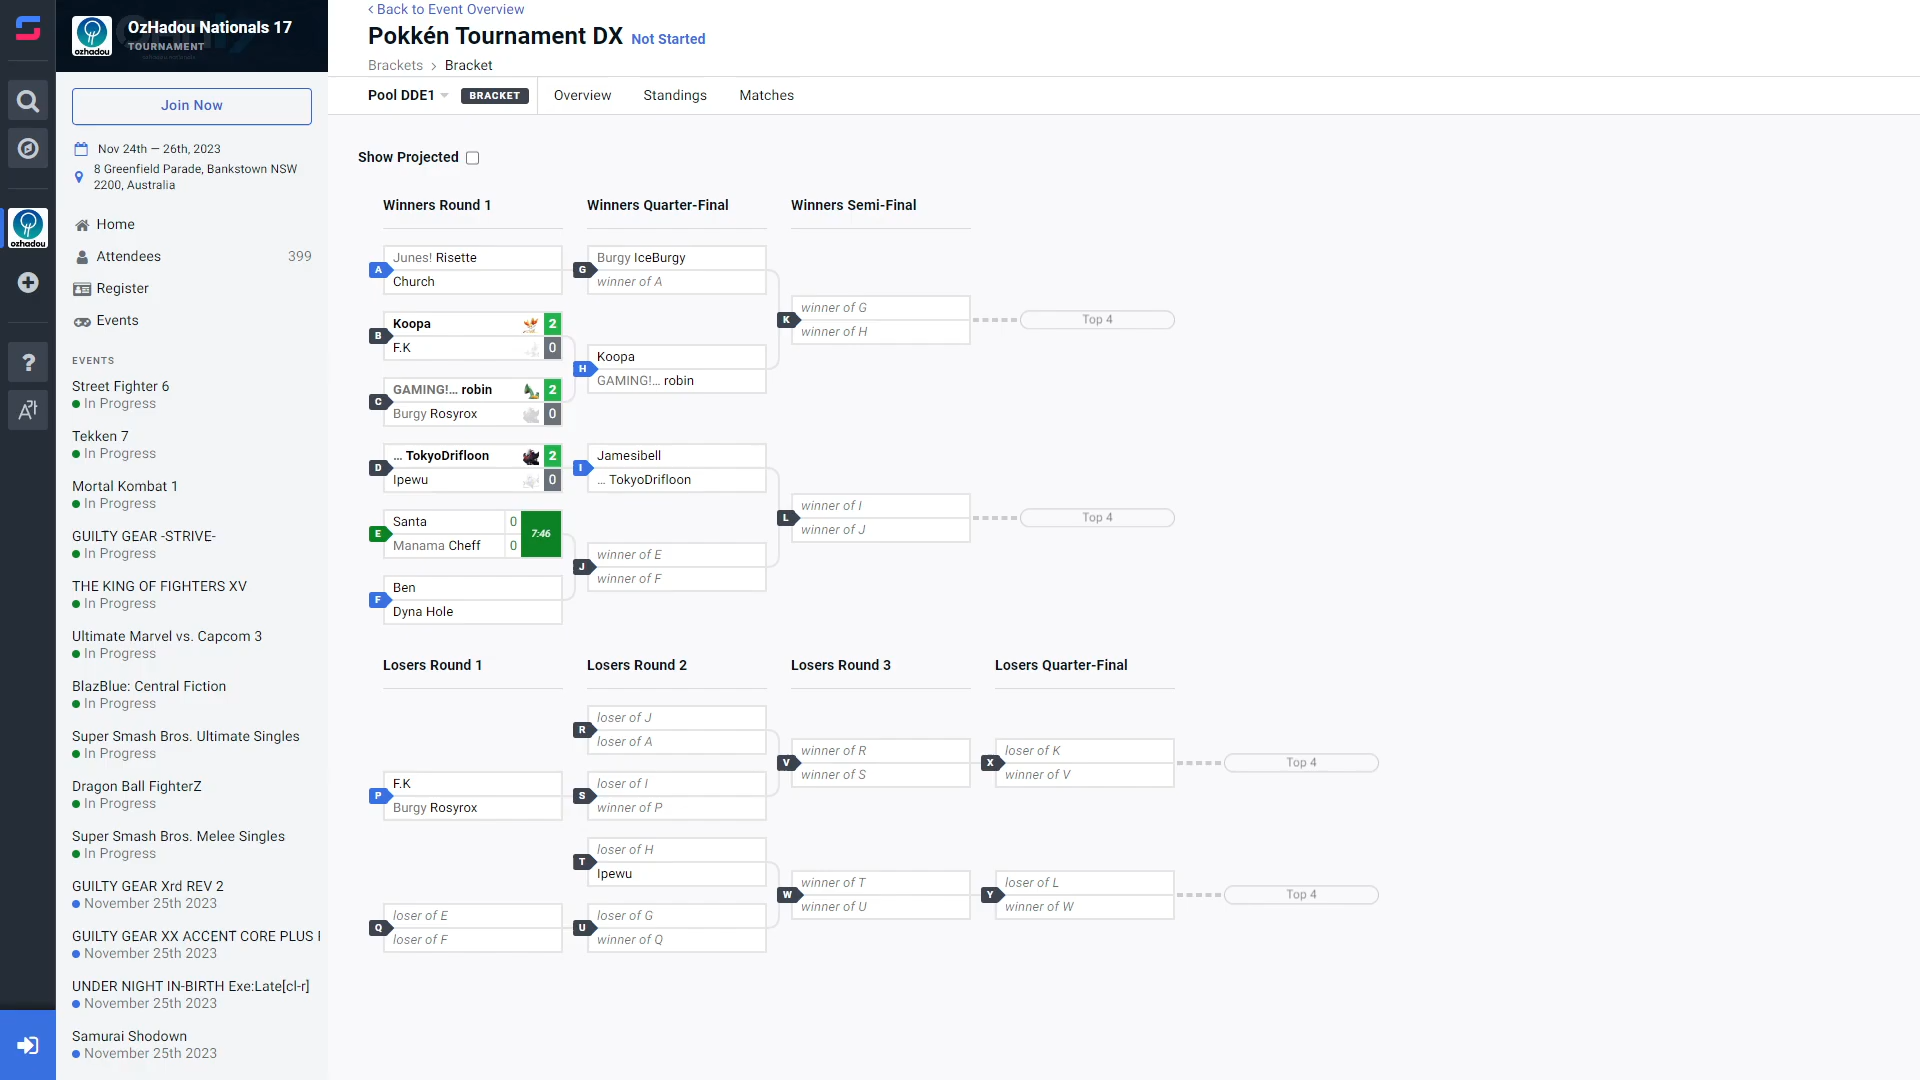 OzHadou Nationals 17
TOURNAMENT
ozhadou
Join Now
Nov 24th — 26th, 2023
8 Greenfield Parade, Bankstown NSW
2200, Australia
Home
Attendees 399
Register
Events
EVENTS
Street Fighter 6
In Progress
Tekken 7
In Progress
Mortal Kombat 1
In Progress
GUILTY GEAR -STRIVE-
In Progress
THE KING OF FIGHTERS XV
In Progress
Ultimate Marvel vs. Capcom 3
In Progress
BlazBlue: Central Fiction
In Progress
Super Smash Bros. Ultimate Singles
In Progress
Dragon Ball FighterZ
In Progress
Super Smash Bros. Melee Singles
In Progress
GUILTY GEAR Xrd REV 2
November 25th 2023
GUILTY GEAR XX ACCENT CORE PLUS
November 25th 2023
UNDER NIGHT IN-BIRTH Exe:Late[cl-r]
November 25th 2023
Samurai Shodown
November 25th 2023
ozhadou
?
‹ Back to Event Overview
Pokkén Tournament DX Not Started
Brackets › Bracket
Pool DDE1 BRACKET Overview Standings Matches
Show Projected
Winners Round 1 Winners Quarter-Final Winners Semi-Final
A
Junes! Risette
Church
B
Koopa 2
F.K 0
C
GAMING!... robin 2
Burgy Rosyrox 0
D
... TokyoDrifloon 2
Ipewu 0
E
Santa 0
Manama Cheff 0
7:46
F
Ben
Dyna Hole
G
Burgy IceBurgy
winner of A
H
Koopa
GAMING!... robin
I
Jamesibell
... TokyoDrifloon
J
winner of E
winner of F
K
winner of G
winner of H
Top 4
L
winner of I
winner of J
Top 4
Losers Round 1 Losers Round 2 Losers Round 3 Losers Quarter-Final
P
F.K
Burgy Rosyrox
Q
loser of E
loser of F
R
loser of J
loser of A
S
loser of I
winner of P
T
loser of H
Ipewu
U
loser of G
winner of Q
V
winner of R
winner of S
W
winner of T
winner of U
X
loser of K
winner of V
Top 4
Y
loser of L
winner of W
Top 4